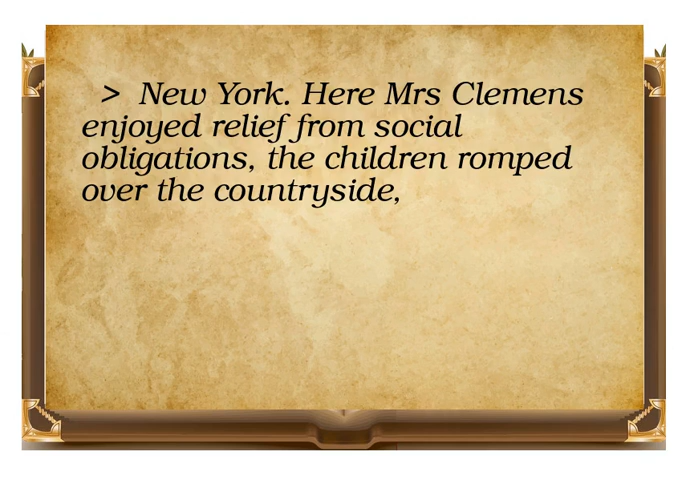 > New York. Here Mrs Clemens
enjoyed relief from social
obligations, the children romped
over the countryside,